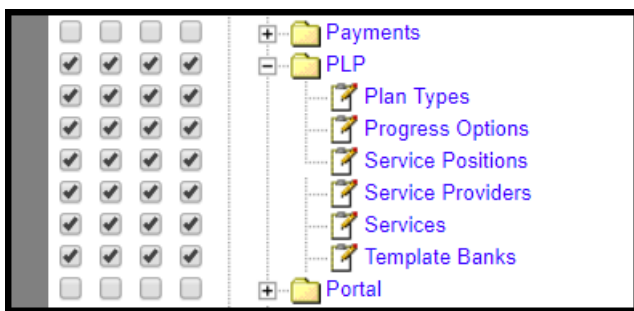 Payments
PLP
Plan Types
Progress Options
Service Positions
Service Providers
Services
Template Banks
Portal